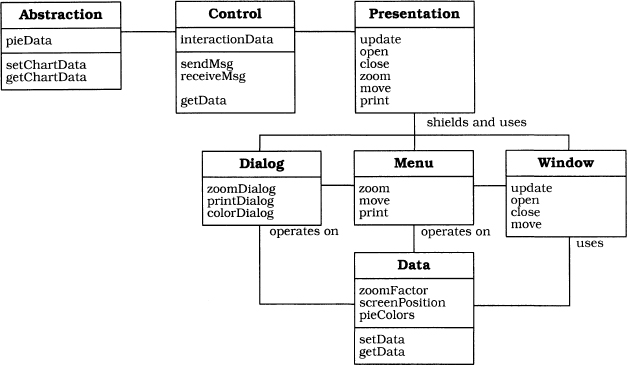 Abstraction
pieData
setChartData
getChartData
Control
interactionData
sendMsg
receiveMsg
getData
Presentation
update
open
close
zoom
move
print
shields and uses
Dialog
zoomDialog
printDialog
colorDialog
Menu
zoom
move
print
Window
update
open
close
move
operates on
operates on
uses
Data
zoomFactor
screenPosition
pieColors
setData
getData